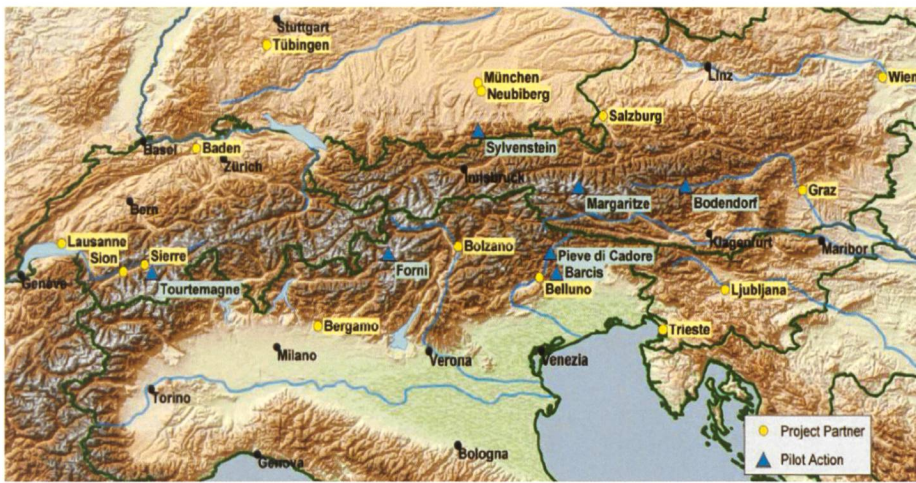 Stuttgart
Tübingen
München
Neubiberg
Linz
Wien
Salzburg
Sylvenstein
Basel
Baden
Zürich
Innsbruck
Margaritze
Bodendorf
Graz
Bern
Lausanne
Sion
Sierre
Bolzano
Klagenfurt
Maribor
Genève
Tourtemagne
Forni
Pieve di Cadore
Barcis
Belluno
Ljubljana
Bergamo
Trieste
Milano
Verona
Venezia
Torino
Genova
Bologna
Project Partner
Pilot Action